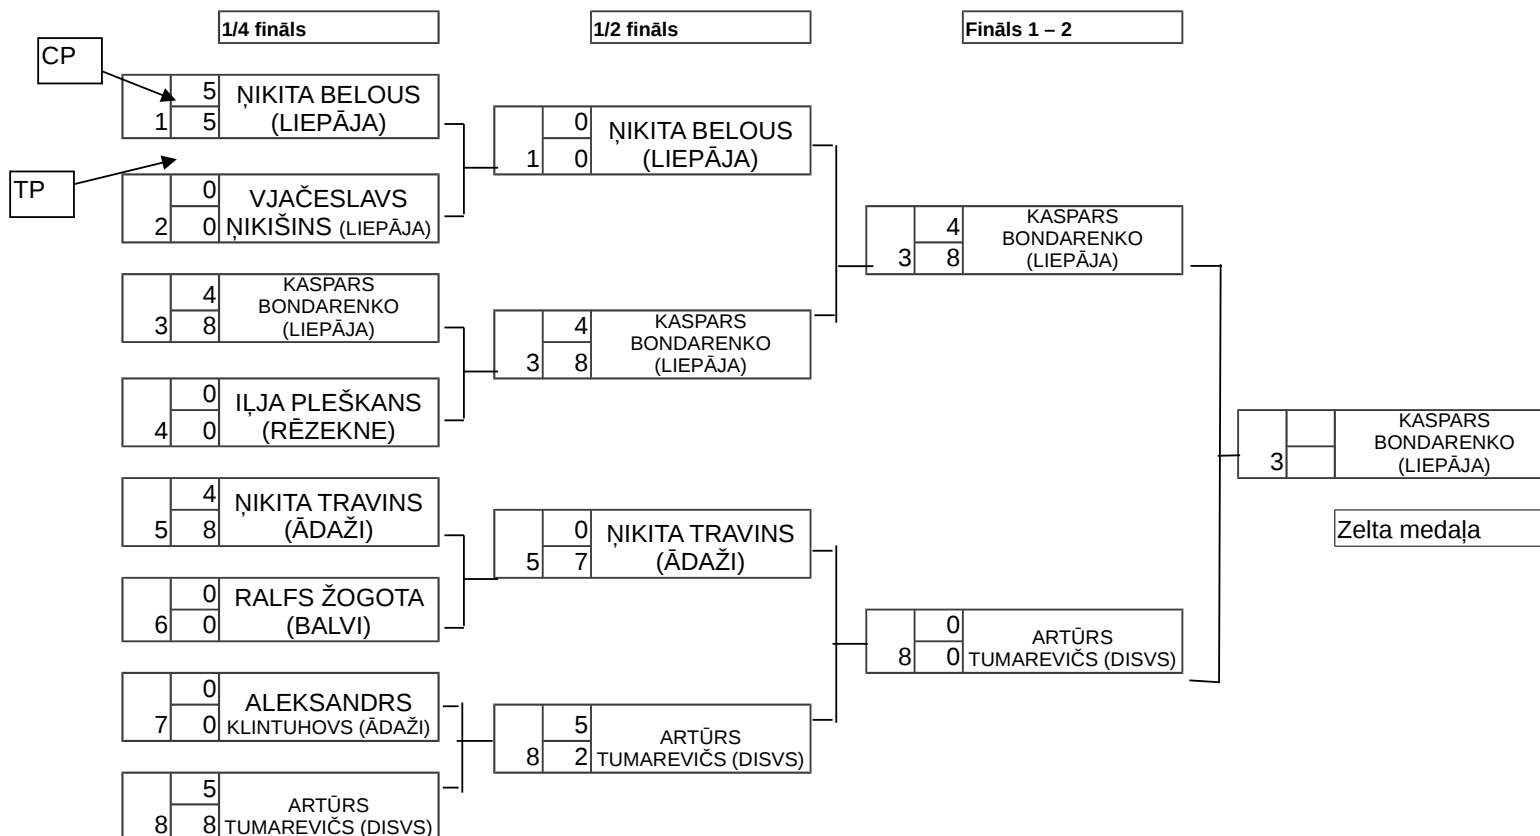 1/4 fināls
1/2 fināls
Fināls 1 – 2
CP
TP
5
1 5
ŅIKITA BELOUS
(LIEPĀJA)
0
2 0
VJAČESLAVS
ŅIKIŠINS (LIEPĀJA)
4
3 8
KASPARS
BONDARENKO
(LIEPĀJA)
0
4 0
IĻJA PLEŠKANS
(RĒZEKNE)
4
5 8
ŅIKITA TRAVINS
(ĀDAŽI)
0
6 0
RALFS ŽOGOTA
(BALVI)
0
7 0
ALEKSANDRS
KLINTUHOVS (ĀDAŽI)
5
8 8
ARTŪRS
TUMAREVIČS (DISVS)
0
1 0
ŅIKITA BELOUS
(LIEPĀJA)
4
3 8
KASPARS
BONDARENKO
(LIEPĀJA)
0
5 7
ŅIKITA TRAVINS
(ĀDAŽI)
5
8 2
ARTŪRS
TUMAREVIČS (DISVS)
4
3 8
KASPARS
BONDARENKO
(LIEPĀJA)
0
8 0
ARTŪRS
TUMAREVIČS (DISVS)
3
KASPARS
BONDARENKO
(LIEPĀJA)
Zelta medaļa